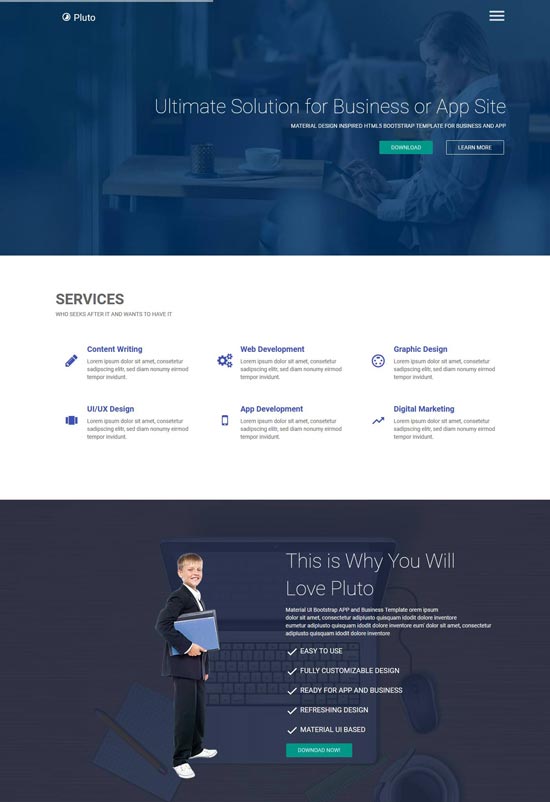 Pluto
Ultimate Solution for Business or App Site
MATERIAL DESIGN INSPIRED HTML5 BOOTSTRAP TEMPLATE FOR BUSINESS AND APP
DOWNLOAD
LEARN MORE
SERVICES
WHO SEEKS AFTER IT AND WANTS TO HAVE IT
Content Writing
Lorem ipsum dolor sit amet, consetetur
sadipscing elitr, sed diam nonumy eirmod
tempor invidunt.
Web Development
Lorem ipsum dolor sit amet, consetetur
sadipscing elitr, sed diam nonumy eirmod
tempor invidunt.
Graphic Design
Lorem ipsum dolor sit amet, consetetur
sadipscing elitr, sed diam nonumy eirmod
tempor invidunt.
UI/UX Design
Lorem ipsum dolor sit amet, consetetur
sadipscing elitr, sed diam nonumy eirmod
tempor invidunt.
App Development
Lorem ipsum dolor sit amet, consetetur
sadipscing elitr, sed diam nonumy eirmod
tempor invidunt.
Digital Marketing
Lorem ipsum dolor sit amet, consetetur
sadipscing elitr, sed diam nonumy eirmod
tempor invidunt.
This is Why You Will
Love Pluto
Material UI Bootstrap APP and Business Template orem ipsum
dolor sit amet, consectetur adipiusto quisquam idodit dolore inventore
eumetur adipiusto quisquam idodit dolore inventore eum' dolor sit amet, consectetur
adipiusto quisquam idodit dolore inventore
EASY TO USE
FULLY CUSTOMIZABLE DESIGN
READY FOR APP AND BUSINESS
REFRESHING DESIGN
MATERIAL UI BASED
DOWNOAD NOW!